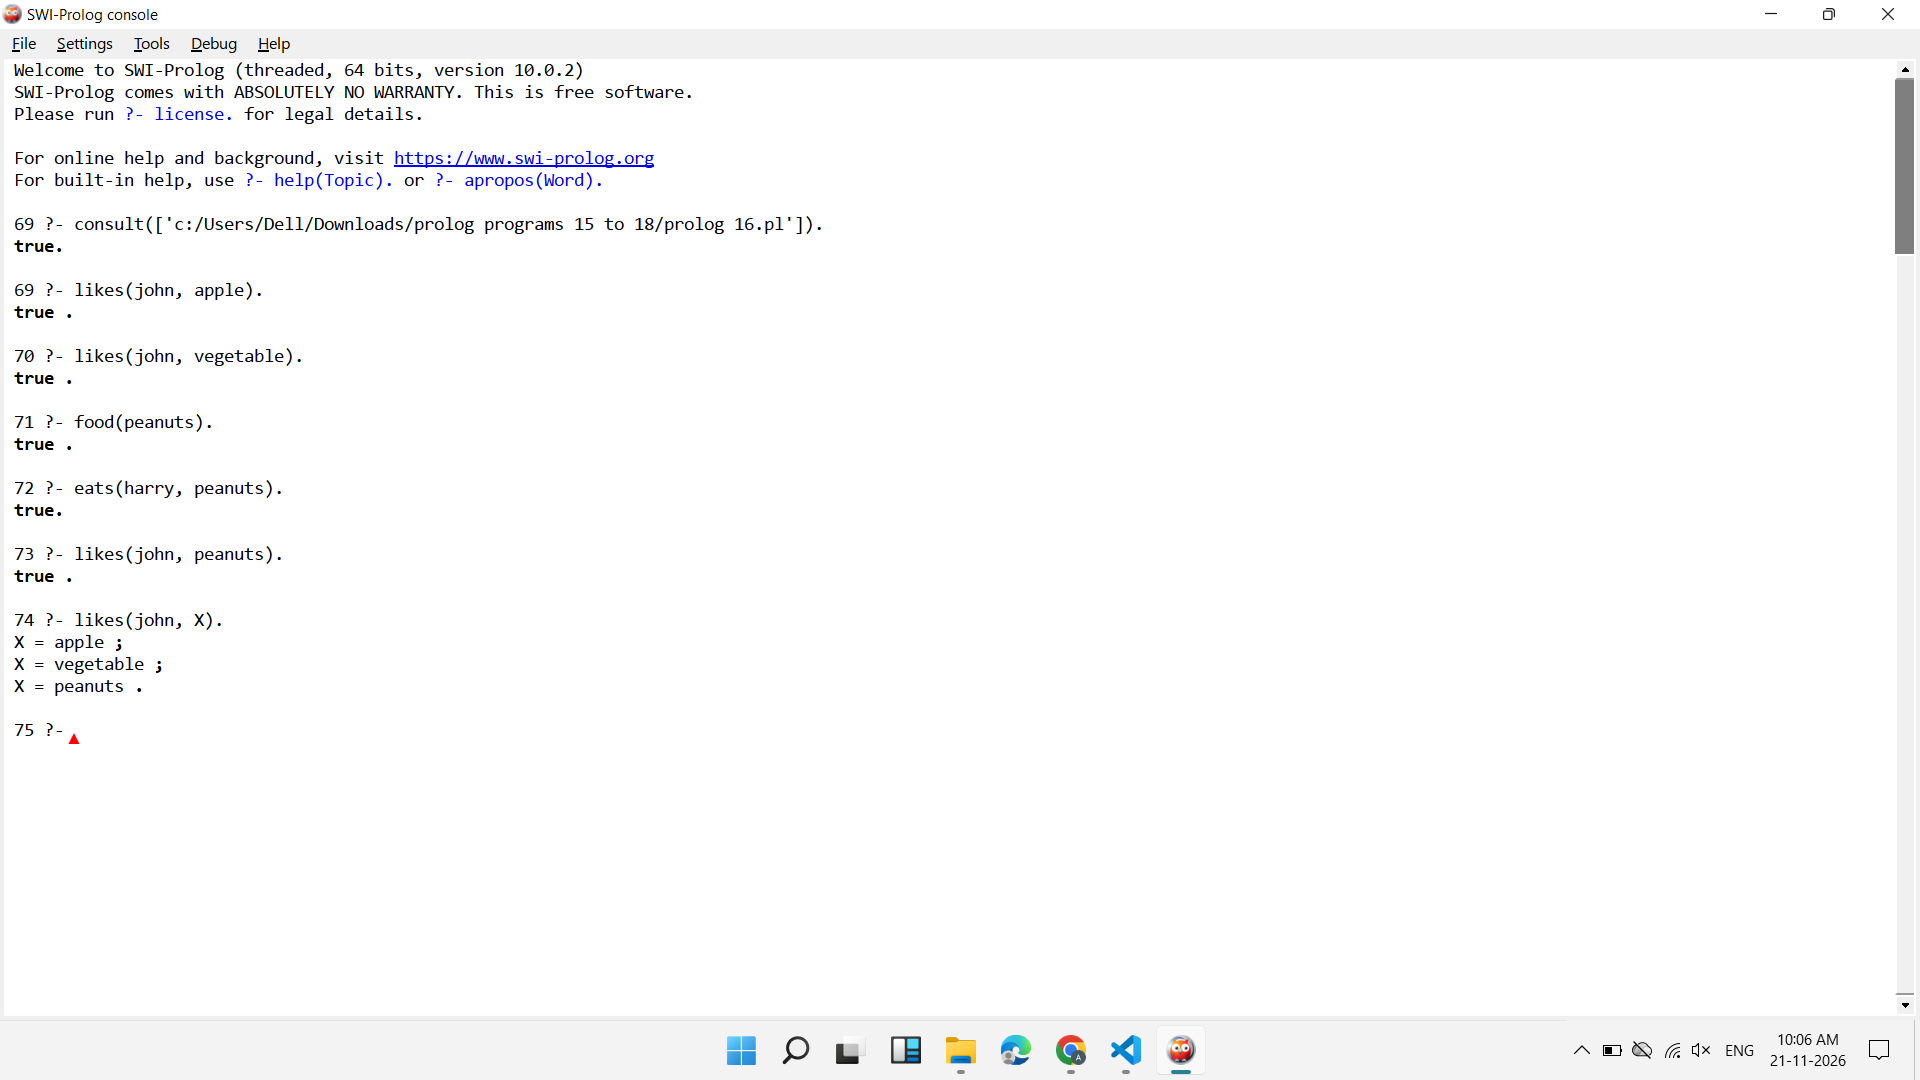 SWI-Prolog console
File Settings Tools Debug Help
Welcome to SWI-Prolog (threaded, 64 bits, version 10.0.2)
SWI-Prolog comes with ABSOLUTELY NO WARRANTY. This is free software.
Please run ?- license. for legal details.
For online help and background, visit https://www.swi-prolog.org
For built-in help, use ?- help(Topic). or ?- apropos(Word).
69 ?- consult(['c:/Users/Dell/Downloads/prolog programs 15 to 18/prolog 16.pl']).
true.
69 ?- likes(john, apple).
true .
70 ?- likes(john, vegetable).
true .
71 ?- food(peanuts).
true .
72 ?- eats(harry, peanuts).
true.
73 ?- likes(john, peanuts).
true .
74 ?- likes(john, X).
X = apple ;
X = vegetable ;
X = peanuts .
75 ?-
A
ENG
10:06 AM
21-11-2026